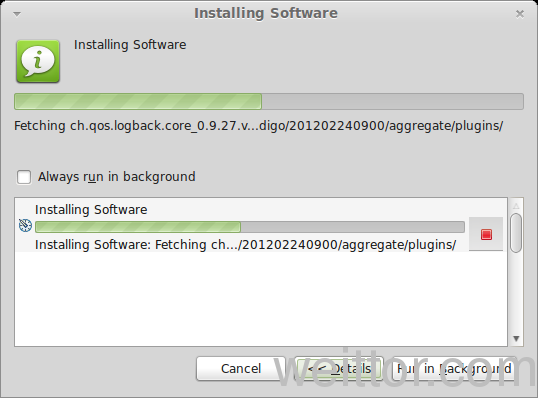 Installing Software
Installing Software
Fetching ch.qos.logback.core_0.9.27.v...digo/201202240900/aggregate/plugins/
Always run in background
Installing Software
Installing Software: Fetching ch.../201202240900/aggregate/plugins/
Cancel
<< Details
Run in Background
weittor.com